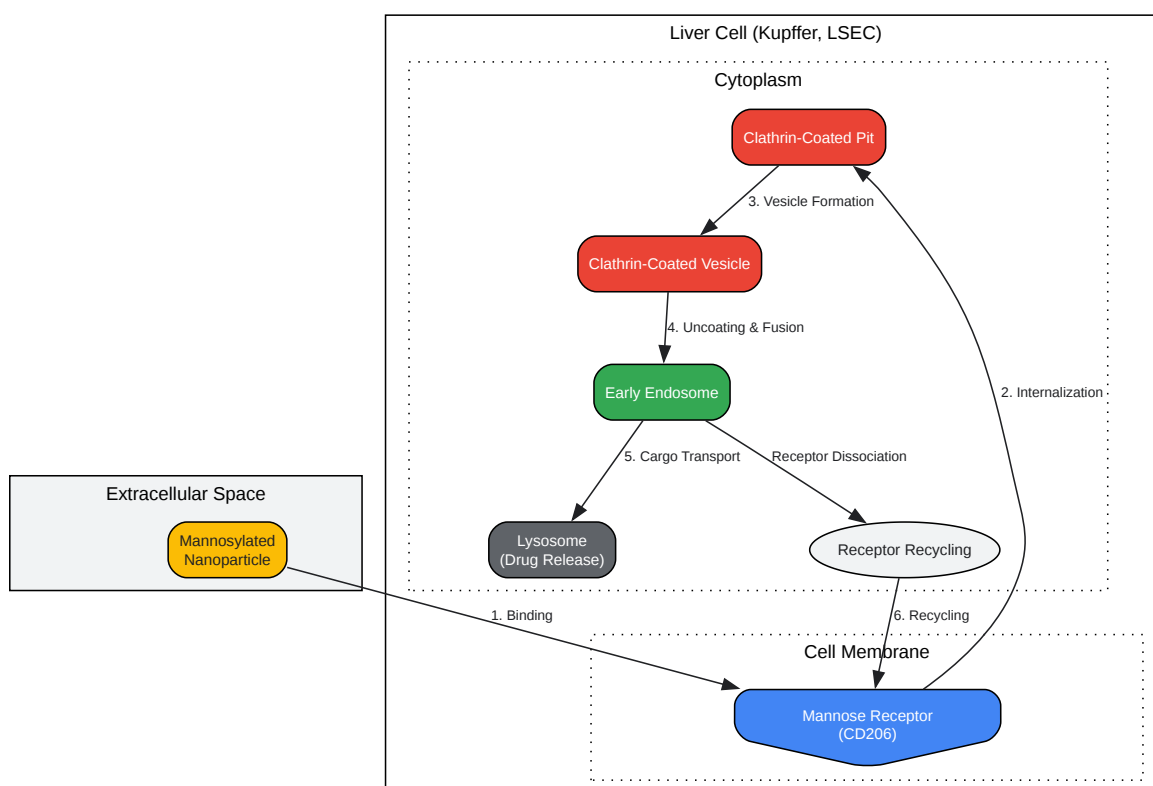 Liver Cell (Kupffer, LSEC)
Cytoplasm
Clathrin-Coated Pit
3. Vesicle Formation
Clathrin-Coated Vesicle
4. Uncoating & Fusion
Early Endosome
2. Internalization
5. Cargo Transport
Receptor Dissociation
Extracellular Space
Mannosylated
Nanoparticle
Lysosome
(Drug Release)
Receptor Recycling
1. Binding
6. Recycling
Cell Membrane
Mannose Receptor
(CD206)